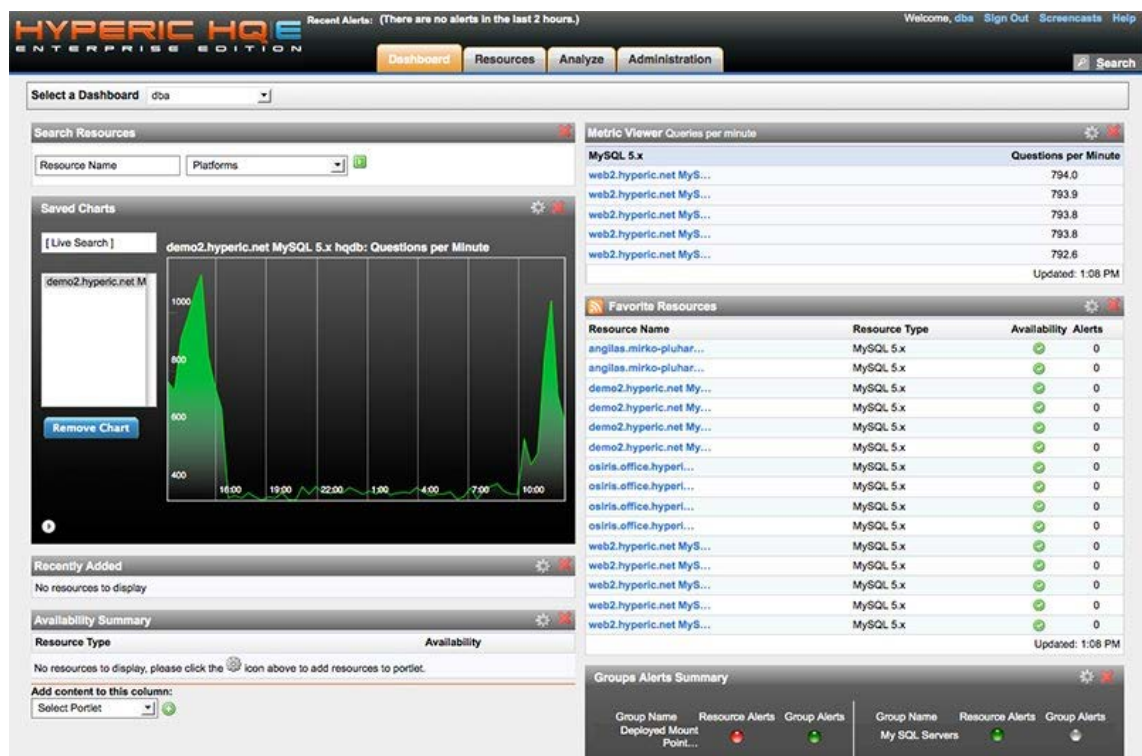 HYPERIC HQ E
ENTERPRISE EDITION
Recent Alerts: (There are no alerts in the last 2 hours.)
Welcome, dba Sign Out Screencasts Help
Dashboard Resources Analyze Administration
Search
Select a Dashboard dba
Search Resources
Resource Name Platforms
Saved Charts
[ Live Search ]
demo2.hyperic.net M
Remove Chart
demo2.hyperic.net MySQL 5.x hqdb: Questions per Minute
1000
800
600
400
16:00 19:00 22:00 1:00 4:00 7:00 10:00
Recently Added
No resources to display
Availability Summary
Resource Type Availability
No resources to display, please click the icon above to add resources to portlet.
Add content to this column:
Select Portlet
Metric Viewer Queries per minute
MySQL 5.x Questions per Minute
web2.hyperic.net MyS... 794.0
web2.hyperic.net MyS... 793.9
web2.hyperic.net MyS... 793.8
web2.hyperic.net MyS... 793.8
web2.hyperic.net MyS... 792.6
Updated: 1:08 PM
Favorite Resources
Resource Name Resource Type Availability Alerts
angilas.mirko-pluhar... MySQL 5.x 0
angilas.mirko-pluhar... MySQL 5.x 0
demo2.hyperic.net My... MySQL 5.x 0
demo2.hyperic.net My... MySQL 5.x 0
demo2.hyperic.net My... MySQL 5.x 0
demo2.hyperic.net My... MySQL 5.x 0
osiris.office.hyperi... MySQL 5.x 0
osiris.office.hyperi... MySQL 5.x 0
osiris.office.hyperi... MySQL 5.x 0
osiris.office.hyperi... MySQL 5.x 0
web2.hyperic.net MyS... MySQL 5.x 0
web2.hyperic.net MyS... MySQL 5.x 0
web2.hyperic.net MyS... MySQL 5.x 0
web2.hyperic.net MyS... MySQL 5.x 0
web2.hyperic.net MyS... MySQL 5.x 0
Updated: 1:08 PM
Groups Alerts Summary
Group Name Resource Alerts Group Alerts Group Name Resource Alerts Group Alerts
Deployed Mount
Point...
My SQL Servers